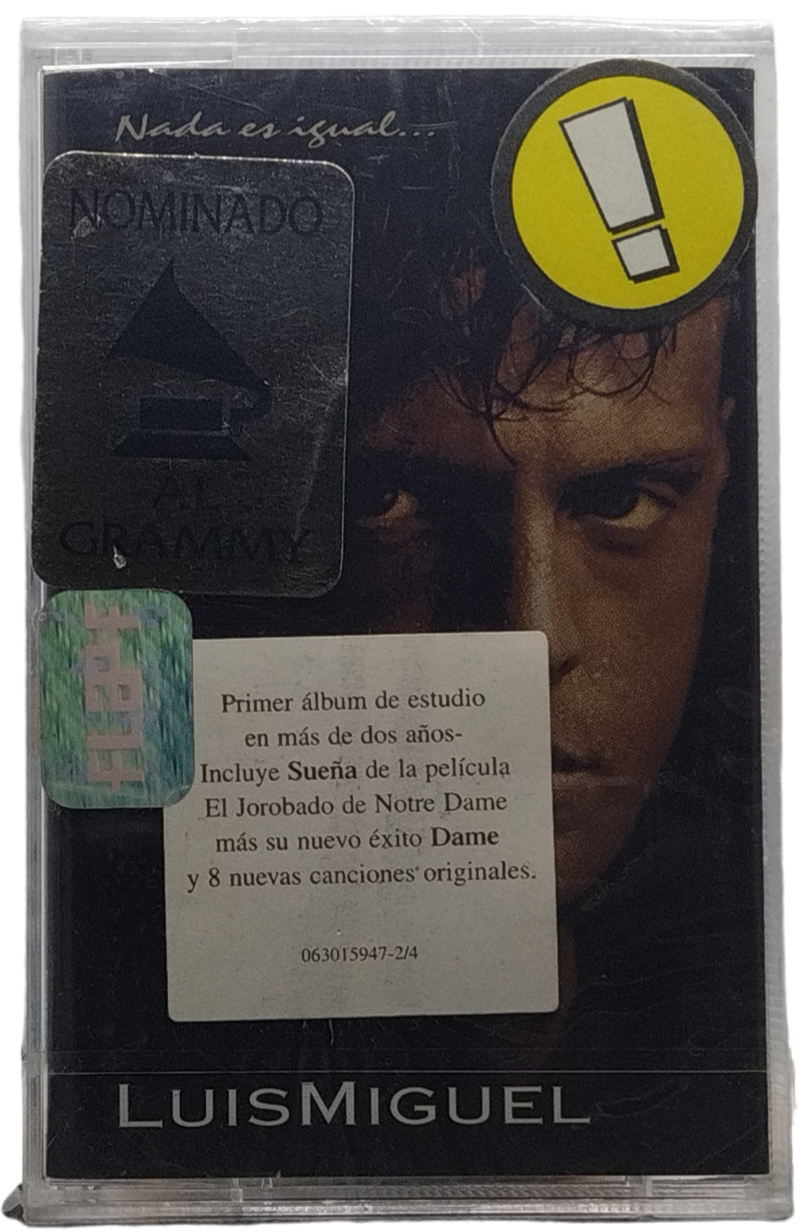 Nada es igual...
!
NOMINADO
AL
GRAMMY
Primer álbum de estudio
en más de dos años-
Incluye Sueña de la película
El Jorobado de Notre Dame
más su nuevo éxito Dame
y 8 nuevas canciones originales.
063015947-2/4
LUISMIGUEL